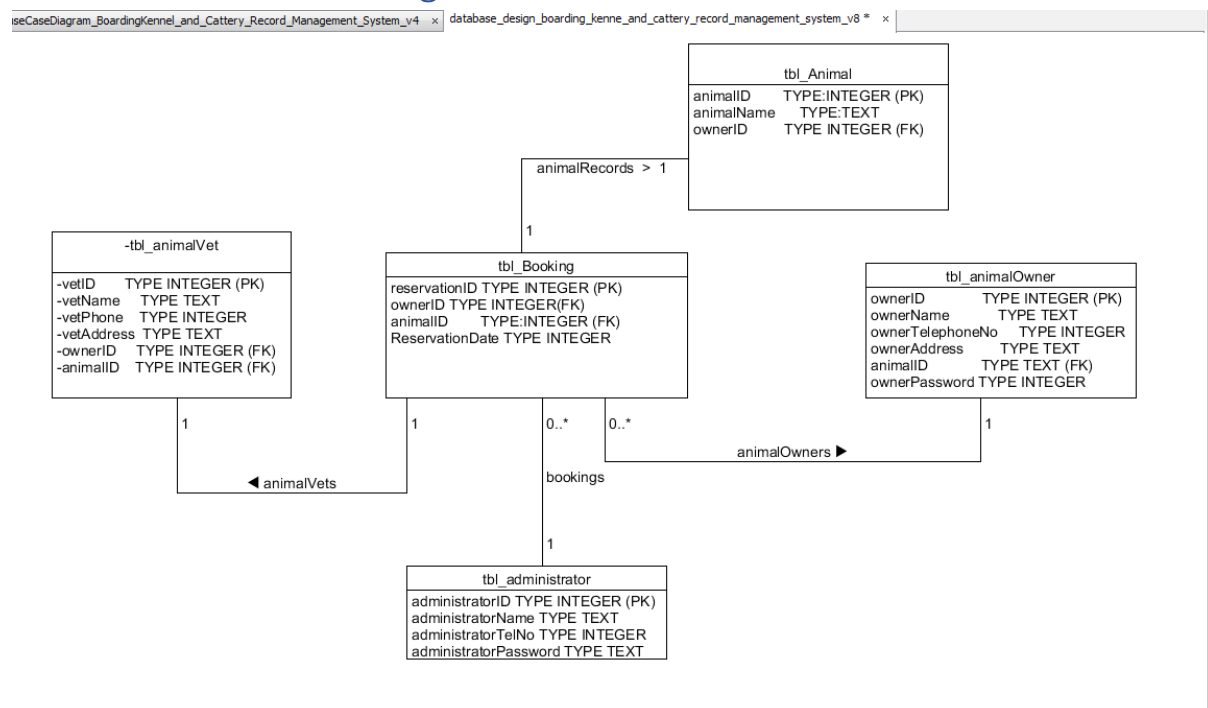 useCaseDiagram_BoardingKennel_and_Cattery_Record_Management_System_v4 × database_design_boarding_kenne_and_cattery_record_management_system_v8 * ×
tbl_Animal
animalID TYPE:INTEGER (PK)
animalName TYPE:TEXT
ownerID TYPE INTEGER (FK)
animalRecords > 1
1
-tbl_animalVet
-vetID TYPE INTEGER (PK)
-vetName TYPE TEXT
-vetPhone TYPE INTEGER
-vetAddress TYPE TEXT
-ownerID TYPE INTEGER (FK)
-animalID TYPE INTEGER (FK)
tbl_Booking
reservationID TYPE INTEGER (PK)
ownerID TYPE INTEGER(FK)
animalID TYPE:INTEGER (FK)
ReservationDate TYPE INTEGER
tbl_animalOwner
ownerID TYPE INTEGER (PK)
ownerName TYPE TEXT
ownerTelephoneNo TYPE INTEGER
ownerAddress TYPE TEXT
animalID TYPE TEXT (FK)
ownerPassword TYPE INTEGER
1 1 0..* 0..* 1
animalOwners ▶
◀ animalVets
bookings
1
tbl_administrator
administratorID TYPE INTEGER (PK)
administratorName TYPE TEXT
administratorTelNo TYPE INTEGER
administratorPassword TYPE TEXT